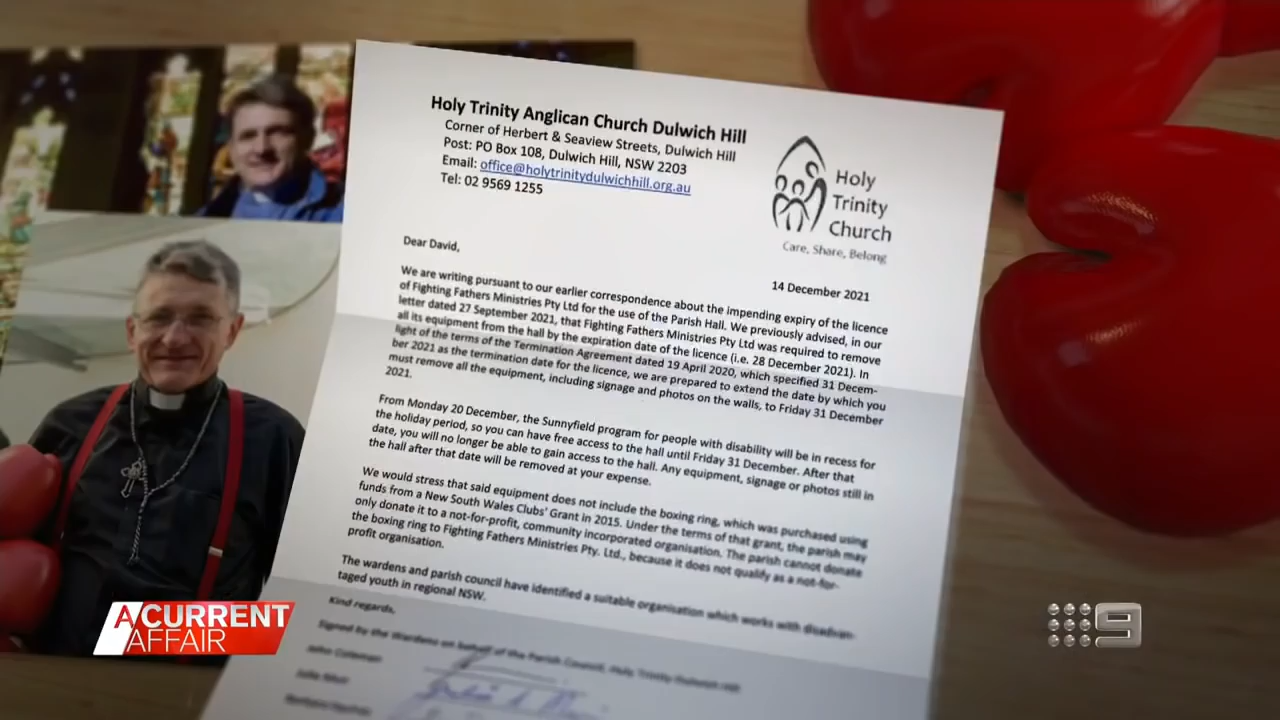 Holy Trinity Anglican Church Dulwich Hill
Corner of Herbert & Seaview Streets, Dulwich Hill
Post: PO Box 108, Dulwich Hill, NSW 2203
Email: office@holytrinitydulwichhill.org.au
Tel: 02 9569 1255
Holy
Trinity
Church
Care, Share, Belong
Dear David,
14 December 2021
We are writing pursuant to our earlier correspondence about the impending expiry of the licence
of Fighting Fathers Ministries Pty Ltd for the use of the Parish Hall. We previously advised, in our
letter dated 27 September 2021, that Fighting Fathers Ministries Pty Ltd was required to remove
all its equipment from the hall by the expiration date of the licence (i.e. 28 December 2021). In
light of the terms of the Termination Agreement dated 19 April 2020, which specified 31 Decem-
ber 2021 as the termination date for the licence, we are prepared to extend the date by which you
must remove all the equipment, including signage and photos on the walls, to Friday 31 December
2021.
From Monday 20 December, the Sunnyfield program for people with disability will be in recess for
the holiday period, so you can have free access to the hall until Friday 31 December. After that
date, you will no longer be able to gain access to the hall. Any equipment, signage or photos still in
the hall after that date will be removed at your expense.
We would stress that said equipment does not include the boxing ring, which was purchased using
funds from a New South Wales Clubs' Grant in 2015. Under the terms of that grant, the parish may
only donate it to a not-for-profit, community incorporated organisation. The parish cannot donate
the boxing ring to Fighting Fathers Ministries Pty. Ltd., because it does not qualify as a not-for-
profit organisation.
The wardens and parish council have identified a suitable organisation which works with disadvan-
taged youth in regional NSW.
Kind regards,
Signed by the Wardens on behalf of the Parish Council, Holy Trinity Dulwich Hill
John
A CURRENT
AFFAIR
9